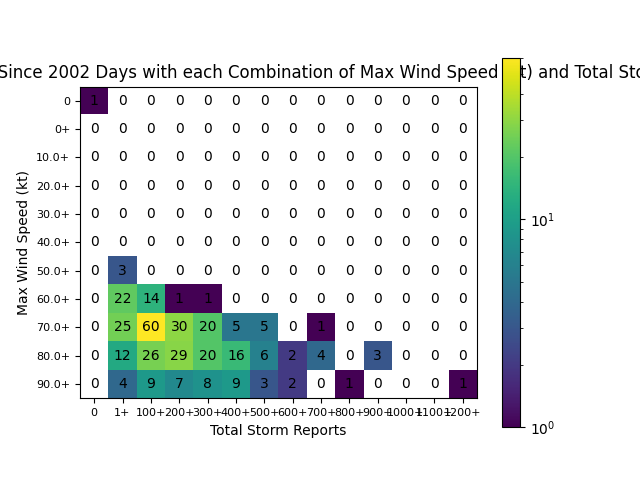 Since 2002 Days with each Combination of Max Wind Speed t) and Total Sto
0 1 0 0 0 0 0 0 0 0 0 0 0 0 0
0+ 0 0 0 0 0 0 0 0 0 0 0 0 0 0
10.0+ 0 0 0 0 0 0 0 0 0 0 0 0 0 0
20.0+ 0 0 0 0 0 0 0 0 0 0 0 0 0 0
30.0+ 0 0 0 0 0 0 0 0 0 0 0 0 0 0
40.0+ 0 0 0 0 0 0 0 0 0 0 0 0 0 0
50.0+ 0 3 0 0 0 0 0 0 0 0 0 0 0 0
60.0+ 0 22 14 1 1 0 0 0 0 0 0 0 0 0
70.0+ 0 25 60 30 20 5 5 0 1 0 0 0 0 0
80.0+ 0 12 26 29 20 16 6 2 4 0 3 0 0 0
90.0+ 0 4 9 7 8 9 3 2 0 1 0 0 0 1
0 1+ 100+ 200+ 300+ 400+ 500+ 600+ 700+ 800+ 900+ 1000+ 1100+ 1200+
Total Storm Reports
Max Wind Speed (kt)
10¹
10⁰